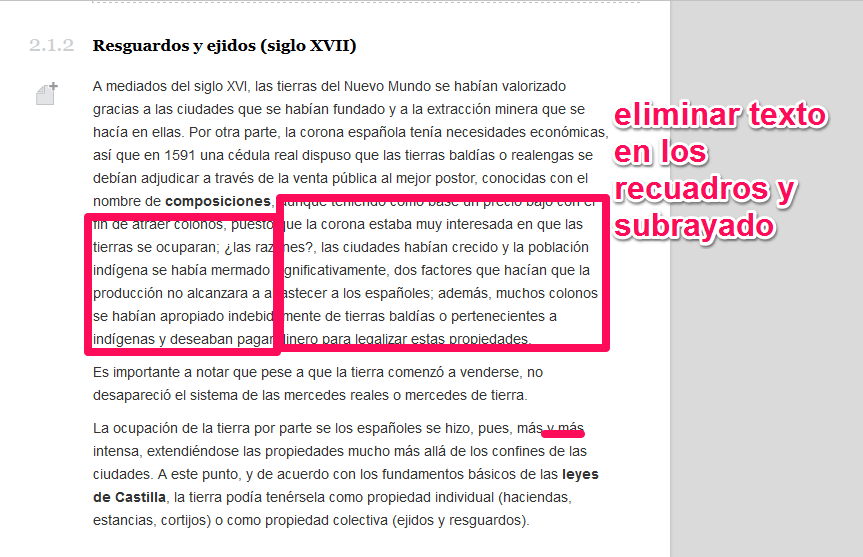 2.1.2 Resguardos y ejidos (siglo XVII)
A mediados del siglo XVI, las tierras del Nuevo Mundo se habían valorizado
gracias a las ciudades que se habían fundado y a la extracción minera que se
hacía en ellas. Por otra parte, la corona española tenía necesidades económicas,
así que en 1591 una cédula real dispuso que las tierras baldías o realengas se
debían adjudicar a través de la venta pública al mejor postor, conocidas con el
nombre de composiciones, aunque teniendo como base un precio bajo con el
fin de atraer colonos, puesto que la corona estaba muy interesada en que las
tierras se ocuparan; ¿las razones?, las ciudades habían crecido y la población
indígena se había mermado significativamente, dos factores que hacían que la
producción no alcanzara a abastecer a los españoles; además, muchos colonos
se habían apropiado indebidamente de tierras baldías o pertenecientes a
indígenas y deseaban pagar dinero para legalizar estas propiedades.
Es importante a notar que pese a que la tierra comenzó a venderse, no
desapareció el sistema de las mercedes reales o mercedes de tierra.
La ocupación de la tierra por parte se los españoles se hizo, pues, más y más
intensa, extendiéndose las propiedades mucho más allá de los confines de las
ciudades. A este punto, y de acuerdo con los fundamentos básicos de las leyes
de Castilla, la tierra podía tenérsela como propiedad individual (haciendas,
estancias, cortijos) o como propiedad colectiva (ejidos y resguardos).
eliminar texto
en los
recuadros y
subrayado